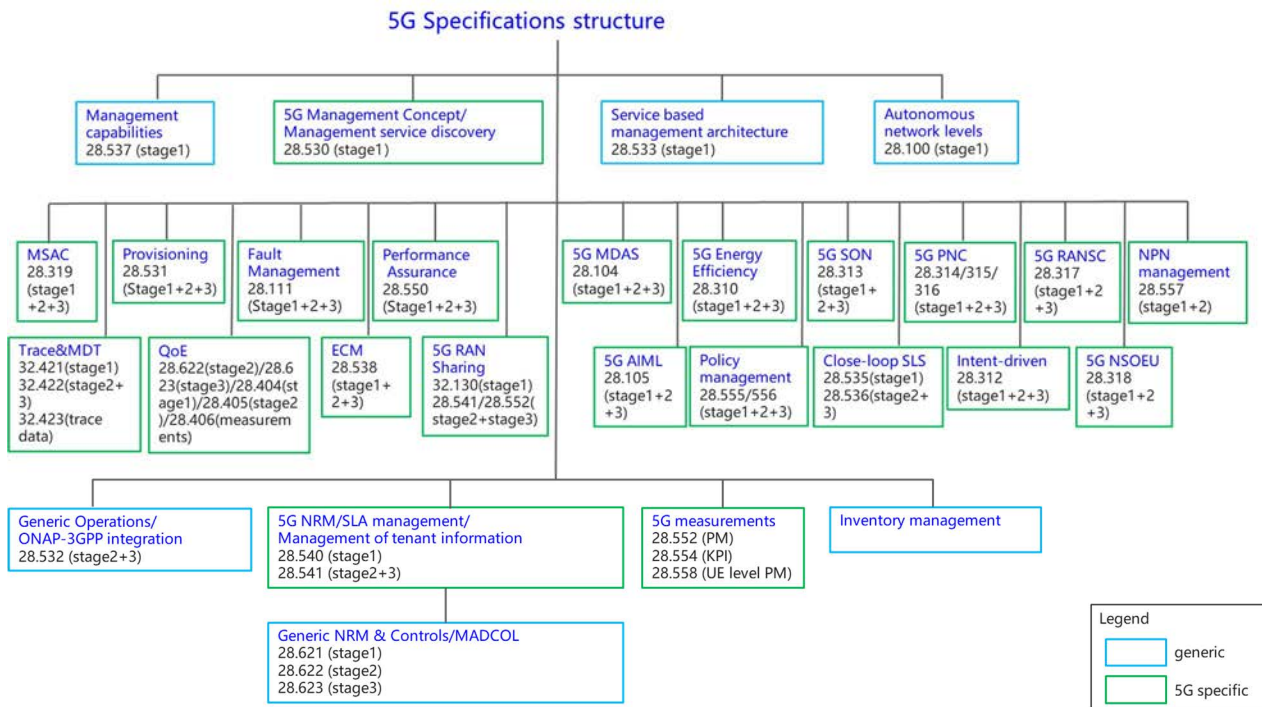 5G Specifications structure
Management
capabilities
28.537 (stage1)
5G Management Concept/
Management service discovery
28.530 (stage1)
Service based
management architecture
28.533 (stage1)
Autonomous
network levels
28.100 (stage1)
MSAC
28.319
(stage1
+2+3)
Provisioning
28.531
(Stage1+2+3)
Fault
Management
28.111
(Stage1+2+3)
Performance
Assurance
28.550
(Stage1+2+3)
5G MDAS
28.104
(stage1+2+3)
5G Energy
Efficiency
28.310
(stage1+2+3)
5G SON
28.313
(stage1+
2+3)
5G PNC
28.314/315/
316
(stage1+2+3)
5G RANSC
28.317
(stage1+2
+3)
NPN
management
28.557
(stage1+2)
Trace&MDT
32.421(stage1)
32.422(stage2+
3)
32.423(trace
data)
QoE
28.622(stage2)/28.6
23(stage3)/28.404(st
age1)/28.405(stage2
)/28.406(measurem
ents)
ECM
28.538
(stage1+
2+3)
5G RAN
Sharing
32.130(stage1)
28.541/28.552(
stage2+stage3)
5G AIML
28.105
(stage1+2
+3)
Policy
management
28.555/556
(stage1+2+3)
Close-loop SLS
28.535(stage1)
28.536(stage2+
3)
Intent-driven
28.312
(stage1+2+3)
5G NSOEU
28.318
(stage1+2
+3)
Generic Operations/
ONAP-3GPP integration
28.532 (stage2+3)
5G NRM/SLA management/
Management of tenant information
28.540 (stage1)
28.541 (stage2+3)
5G measurements
28.552 (PM)
28.554 (KPI)
28.558 (UE level PM)
Inventory management
Generic NRM & Controls/MADCOL
28.621 (stage1)
28.622 (stage2)
28.623 (stage3)
Legend
generic
5G specific